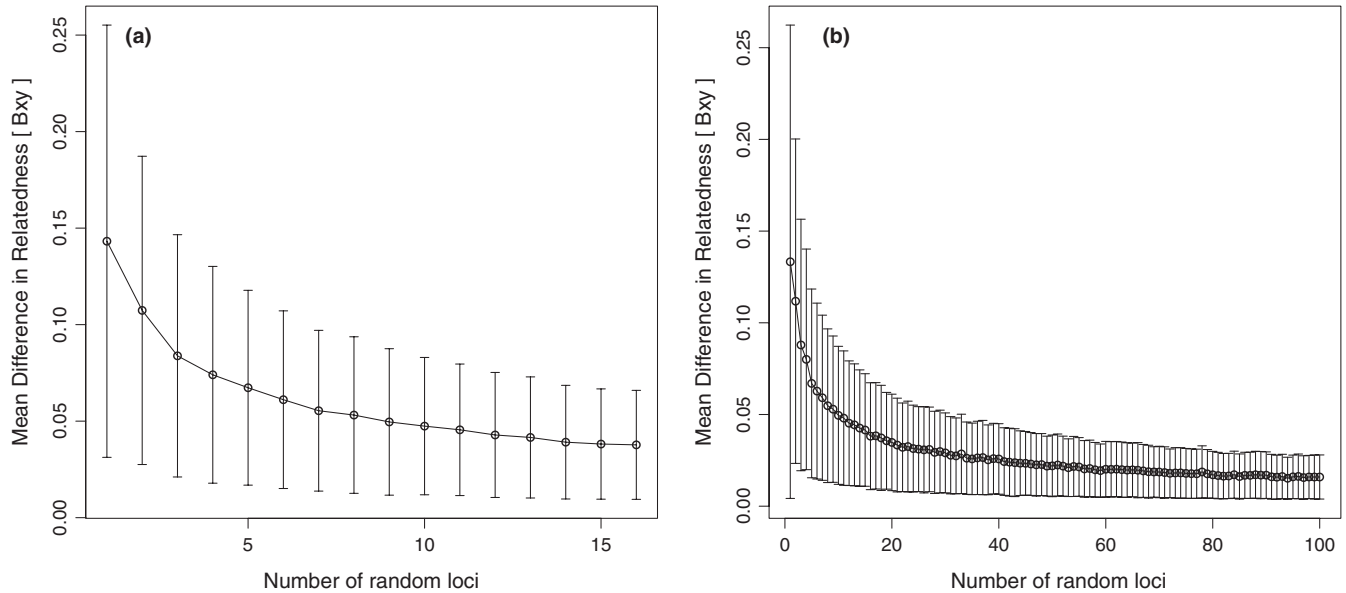 (a)
Mean Difference in Relatedness [ Bxy ]
0.25
0.20
0.15
0.10
0.05
0.00
5 10 15
Number of random loci
(b)
Mean Difference in Relatedness [ Bxy ]
0.25
0.20
0.15
0.10
0.05
0.00
0 20 40 60 80 100
Number of random loci